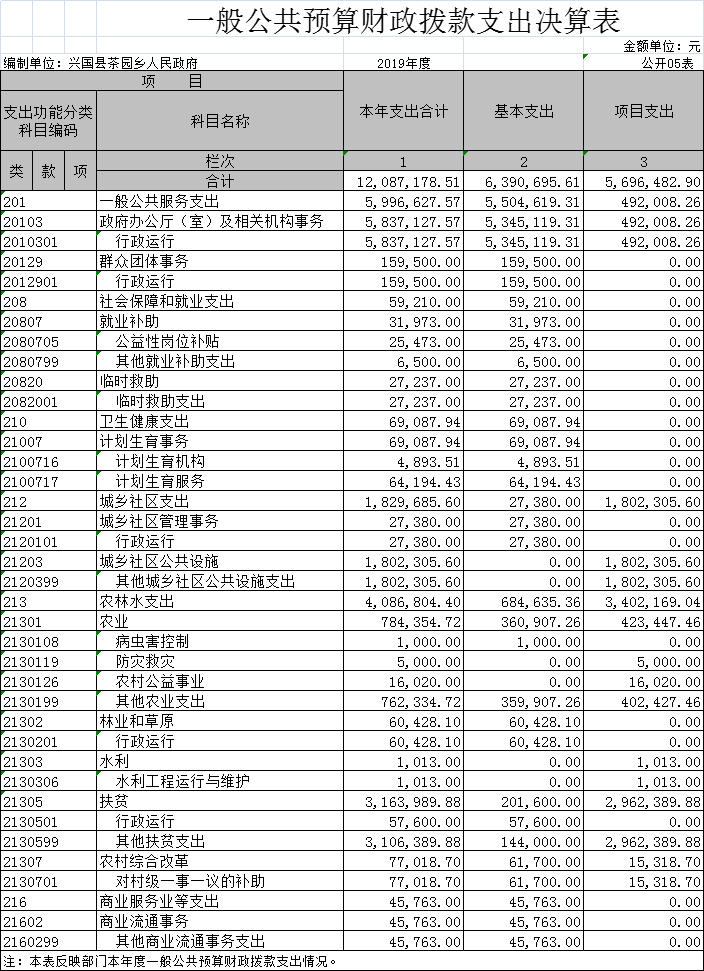 一般公共预算财政拨款支出决算表
金额单位：元
编制单位：兴国县茶园乡人民政府 2019年度 公开05表
项 目 本年支出合计 基本支出 项目支出
支出功能分类科目编码 科目名称
类 款 项 栏次 1 2 3
合计 12,087,178.51 6,390,695.61 5,696,482.90
201 一般公共服务支出 5,996,627.57 5,504,619.31 492,008.26
20103 政府办公厅（室）及相关机构事务 5,837,127.57 5,345,119.31 492,008.26
2010301 行政运行 5,837,127.57 5,345,119.31 492,008.26
20129 群众团体事务 159,500.00 159,500.00 0.00
2012901 行政运行 159,500.00 159,500.00 0.00
208 社会保障和就业支出 59,210.00 59,210.00 0.00
20807 就业补助 31,973.00 31,973.00 0.00
2080705 公益性岗位补贴 25,473.00 25,473.00 0.00
2080799 其他就业补助支出 6,500.00 6,500.00 0.00
20820 临时救助 27,237.00 27,237.00 0.00
2082001 临时救助支出 27,237.00 27,237.00 0.00
210 卫生健康支出 69,087.94 69,087.94 0.00
21007 计划生育事务 69,087.94 69,087.94 0.00
2100716 计划生育机构 4,893.51 4,893.51 0.00
2100717 计划生育服务 64,194.43 64,194.43 0.00
212 城乡社区支出 1,829,685.60 27,380.00 1,802,305.60
21201 城乡社区管理事务 27,380.00 27,380.00 0.00
2120101 行政运行 27,380.00 27,380.00 0.00
21203 城乡社区公共设施 1,802,305.60 0.00 1,802,305.60
2120399 其他城乡社区公共设施支出 1,802,305.60 0.00 1,802,305.60
213 农林水支出 4,086,804.40 684,635.36 3,402,169.04
21301 农业 784,354.72 360,907.26 423,447.46
2130108 病虫害控制 1,000.00 1,000.00 0.00
2130119 防灾救灾 5,000.00 0.00 5,000.00
2130126 农村公益事业 16,020.00 0.00 16,020.00
2130199 其他农业支出 762,334.72 359,907.26 402,427.46
21302 林业和草原 60,428.10 60,428.10 0.00
2130201 行政运行 60,428.10 60,428.10 0.00
21303 水利 1,013.00 0.00 1,013.00
2130306 水利工程运行与维护 1,013.00 0.00 1,013.00
21305 扶贫 3,163,989.88 201,600.00 2,962,389.88
2130501 行政运行 57,600.00 57,600.00 0.00
2130599 其他扶贫支出 3,106,389.88 144,000.00 2,962,389.88
21307 农村综合改革 77,018.70 61,700.00 15,318.70
2130701 对村级一事一议的补助 77,018.70 61,700.00 15,318.70
216 商业服务业等支出 45,763.00 45,763.00 0.00
21602 商业流通事务 45,763.00 45,763.00 0.00
2160299 其他商业流通事务支出 45,763.00 45,763.00 0.00
注：本表反映部门本年度一般公共预算财政拨款支出情况。